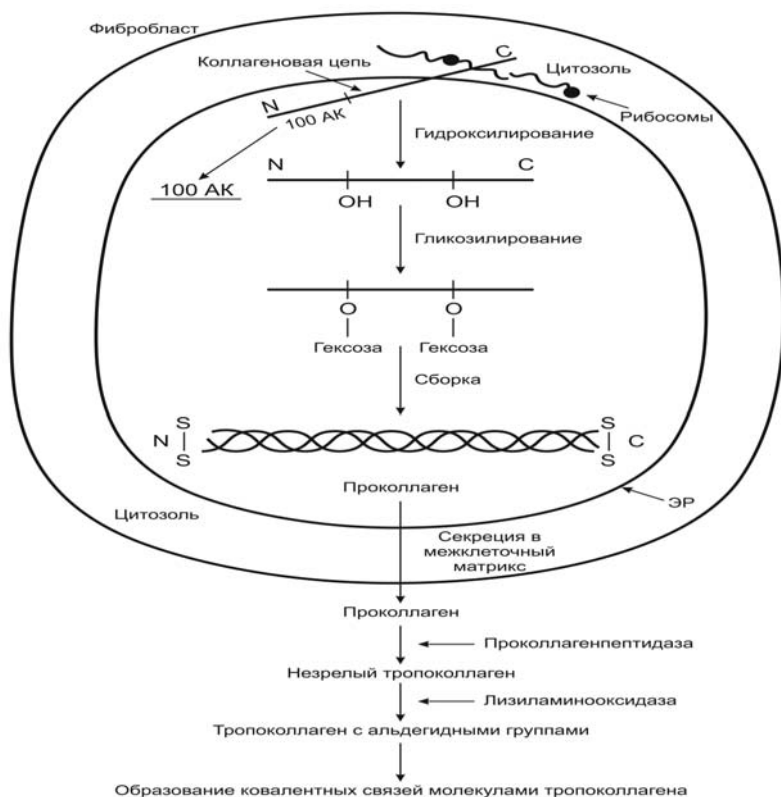 Фибробласт
C
Коллагеновая цепь
Цитозоль
N
Рибосомы
100 АК
Гидроксилирование
N
C
100 АК
OH
OH
Гликозилирование
O
O
Гексоза
Гексоза
Сборка
S
S
N
C
S
S
Проколлаген
ЭР
Цитозоль
Секреция в
межклеточный
матрикс
Проколлаген
Проколлагенпептидаза
Незрелый тропоколлаген
Лизиламинооксидаза
Тропоколлаген с альдегидными группами
Образование ковалентных связей молекулами тропоколлагена